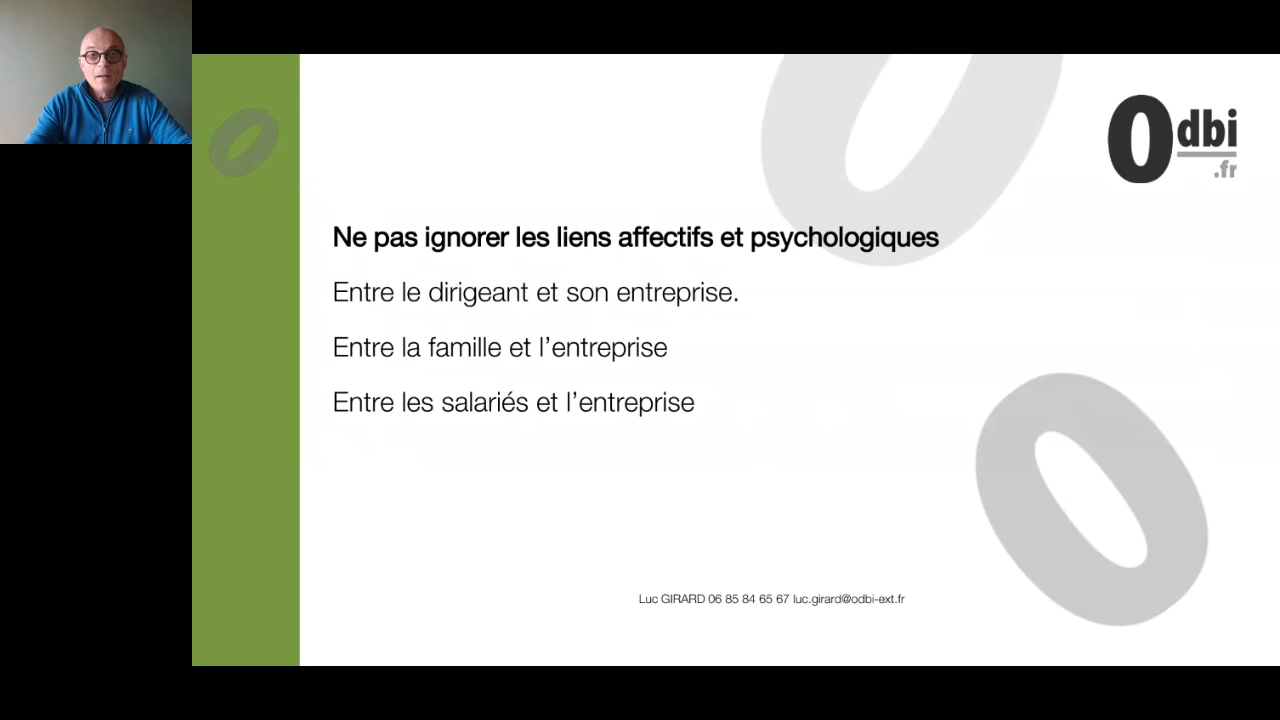 Odbi
.fr
Ne pas ignorer les liens affectifs et psychologiques
Entre le dirigeant et son entreprise.
Entre la famille et l’entreprise
Entre les salariés et l’entreprise
Luc GIRARD 06 85 84 65 67 luc.girard@odbi-ext.fr